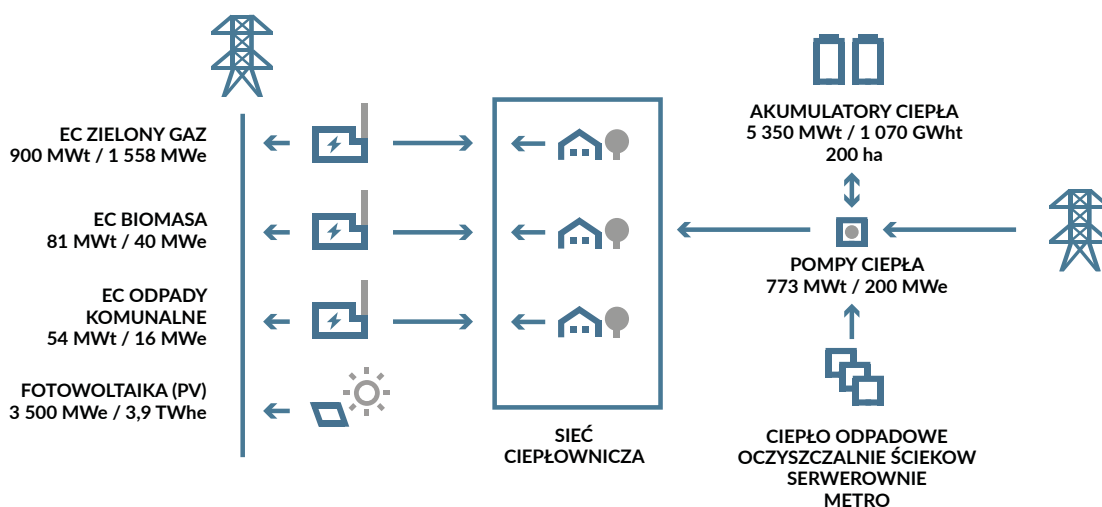 EC ZIELONY GAZ
900 MWt / 1 558 MWe
EC BIOMASA
81 MWt / 40 MWe
EC ODPADY
KOMUNALNE
54 MWt / 16 MWe
FOTOWOLTAIKA (PV)
3 500 MWe / 3,9 TWhe
SIEĆ
CIEPŁOWNICZA
AKUMULATORY CIEPŁA
5 350 MWt / 1 070 GWht
200 ha
POMPY CIEPŁA
773 MWt / 200 MWe
CIEPŁO ODPADOWE
OCZYSZCZALNIE ŚCIEKOW
SERWEROWNIE
METRO